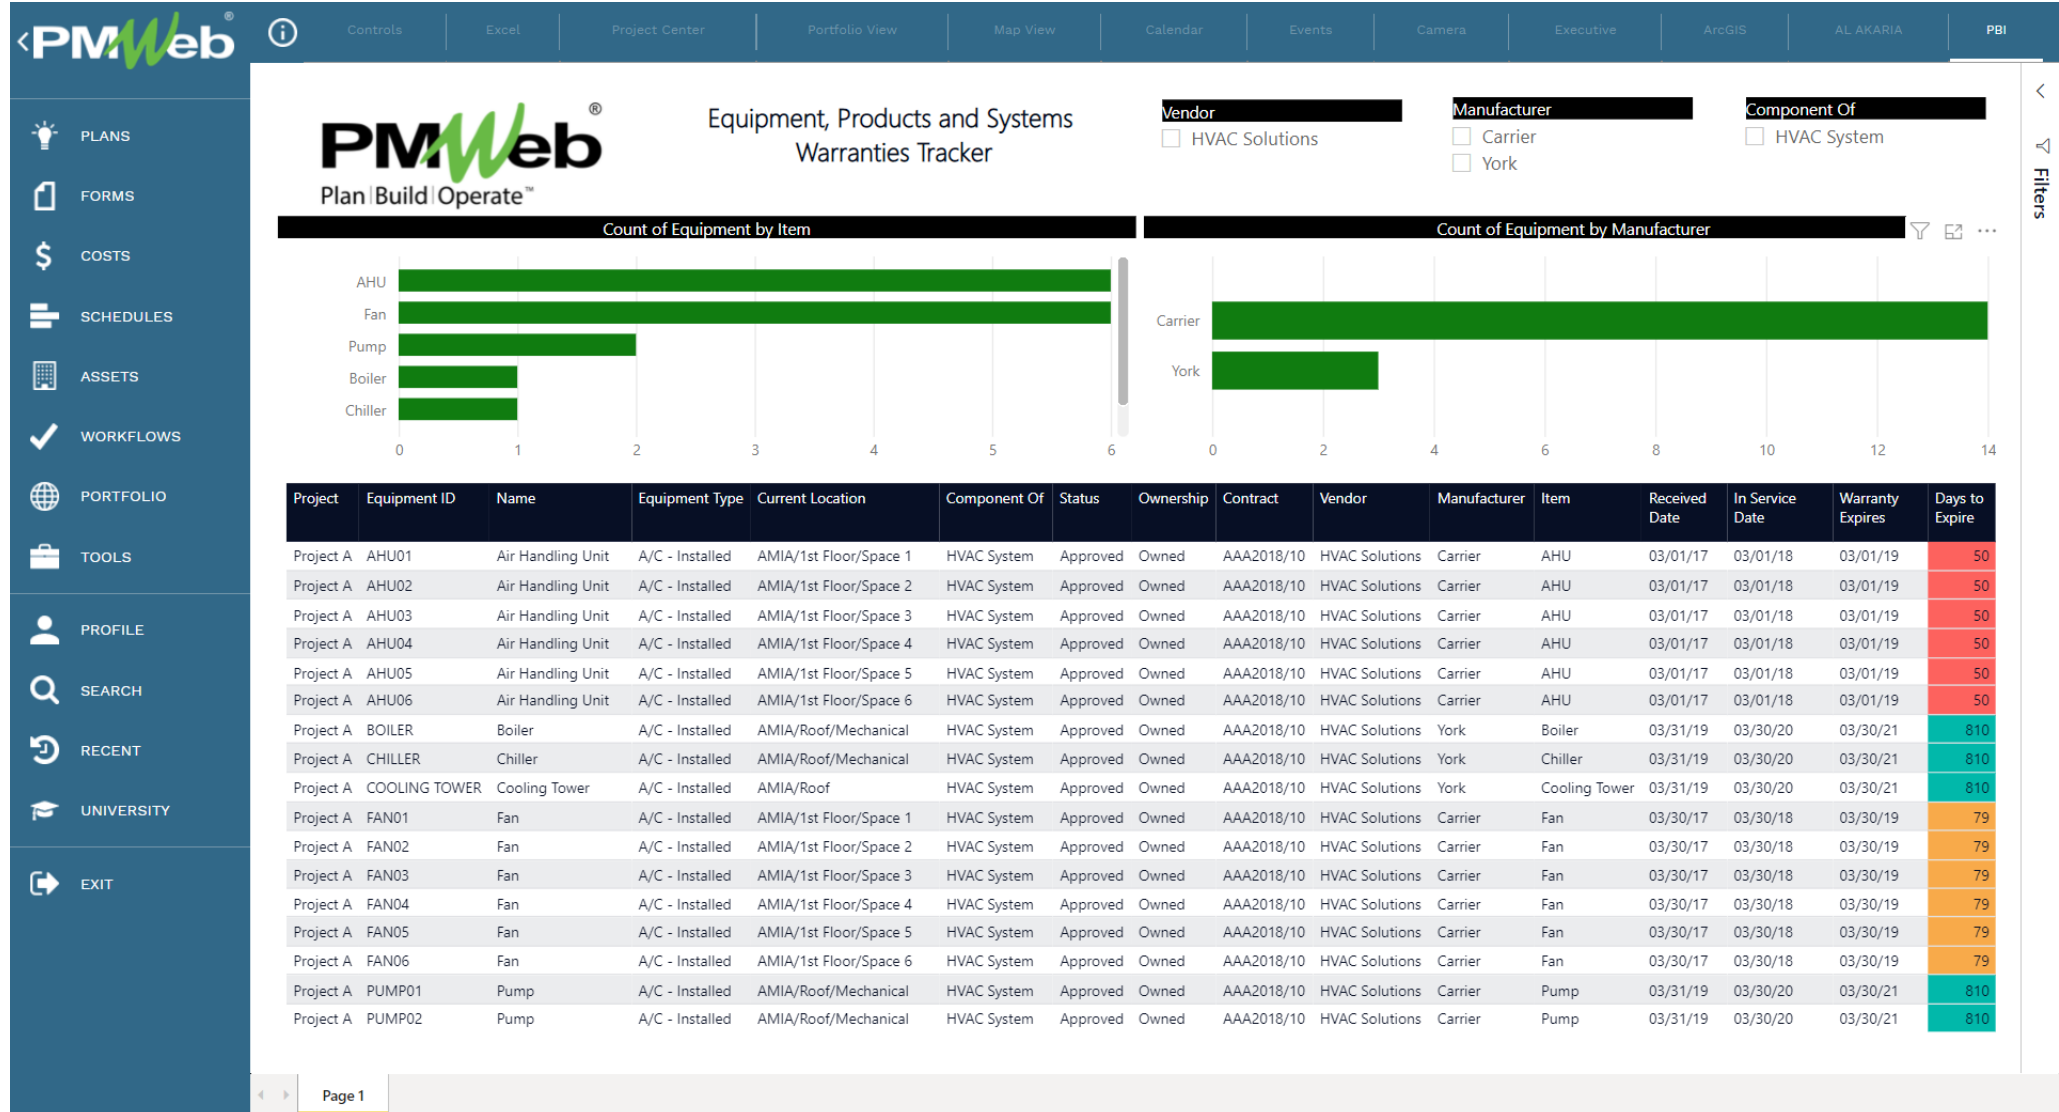 PMWeb®
Controls Excel Project Center Portfolio View Map View Calendar Events Camera Executive ArcGIS AL AKARIA PBI
PLANS
FORMS
COSTS
SCHEDULES
ASSETS
WORKFLOWS
PORTFOLIO
TOOLS
PROFILE
SEARCH
RECENT
UNIVERSITY
EXIT
PMWeb®
Plan|Build|Operate™
Equipment, Products and Systems
Warranties Tracker
Vendor
HVAC Solutions
Manufacturer
Carrier
York
Component Of
HVAC System
Filters
Count of Equipment by Item
AHU
Fan
Pump
Boiler
Chiller
0 1 2 3 4 5 6
Count of Equipment by Manufacturer
Carrier
York
0 2 4 6 8 10 12 14
Project Equipment ID Name Equipment Type Current Location Component Of Status Ownership Contract Vendor Manufacturer Item Received Date In Service Date Warranty Expires Days to Expire
Project A AHU01 Air Handling Unit A/C - Installed AMIA/1st Floor/Space 1 HVAC System Approved Owned AAA2018/10 HVAC Solutions Carrier AHU 03/01/17 03/01/18 03/01/19 50
Project A AHU02 Air Handling Unit A/C - Installed AMIA/1st Floor/Space 2 HVAC System Approved Owned AAA2018/10 HVAC Solutions Carrier AHU 03/01/17 03/01/18 03/01/19 50
Project A AHU03 Air Handling Unit A/C - Installed AMIA/1st Floor/Space 3 HVAC System Approved Owned AAA2018/10 HVAC Solutions Carrier AHU 03/01/17 03/01/18 03/01/19 50
Project A AHU04 Air Handling Unit A/C - Installed AMIA/1st Floor/Space 4 HVAC System Approved Owned AAA2018/10 HVAC Solutions Carrier AHU 03/01/17 03/01/18 03/01/19 50
Project A AHU05 Air Handling Unit A/C - Installed AMIA/1st Floor/Space 5 HVAC System Approved Owned AAA2018/10 HVAC Solutions Carrier AHU 03/01/17 03/01/18 03/01/19 50
Project A AHU06 Air Handling Unit A/C - Installed AMIA/1st Floor/Space 6 HVAC System Approved Owned AAA2018/10 HVAC Solutions Carrier AHU 03/01/17 03/01/18 03/01/19 50
Project A BOILER Boiler A/C - Installed AMIA/Roof/Mechanical HVAC System Approved Owned AAA2018/10 HVAC Solutions York Boiler 03/31/19 03/30/20 03/30/21 810
Project A CHILLER Chiller A/C - Installed AMIA/Roof/Mechanical HVAC System Approved Owned AAA2018/10 HVAC Solutions York Chiller 03/31/19 03/30/20 03/30/21 810
Project A COOLING TOWER Cooling Tower A/C - Installed AMIA/Roof HVAC System Approved Owned AAA2018/10 HVAC Solutions York Cooling Tower 03/31/19 03/30/20 03/30/21 810
Project A FAN01 Fan A/C - Installed AMIA/1st Floor/Space 1 HVAC System Approved Owned AAA2018/10 HVAC Solutions Carrier Fan 03/30/17 03/30/18 03/30/19 79
Project A FAN02 Fan A/C - Installed AMIA/1st Floor/Space 2 HVAC System Approved Owned AAA2018/10 HVAC Solutions Carrier Fan 03/30/17 03/30/18 03/30/19 79
Project A FAN03 Fan A/C - Installed AMIA/1st Floor/Space 3 HVAC System Approved Owned AAA2018/10 HVAC Solutions Carrier Fan 03/30/17 03/30/18 03/30/19 79
Project A FAN04 Fan A/C - Installed AMIA/1st Floor/Space 4 HVAC System Approved Owned AAA2018/10 HVAC Solutions Carrier Fan 03/30/17 03/30/18 03/30/19 79
Project A FAN05 Fan A/C - Installed AMIA/1st Floor/Space 5 HVAC System Approved Owned AAA2018/10 HVAC Solutions Carrier Fan 03/30/17 03/30/18 03/30/19 79
Project A FAN06 Fan A/C - Installed AMIA/1st Floor/Space 6 HVAC System Approved Owned AAA2018/10 HVAC Solutions Carrier Fan 03/30/17 03/30/18 03/30/19 79
Project A PUMP01 Pump A/C - Installed AMIA/Roof/Mechanical HVAC System Approved Owned AAA2018/10 HVAC Solutions Carrier Pump 03/31/19 03/30/20 03/30/21 810
Project A PUMP02 Pump A/C - Installed AMIA/Roof/Mechanical HVAC System Approved Owned AAA2018/10 HVAC Solutions Carrier Pump 03/31/19 03/30/20 03/30/21 810
Page 1